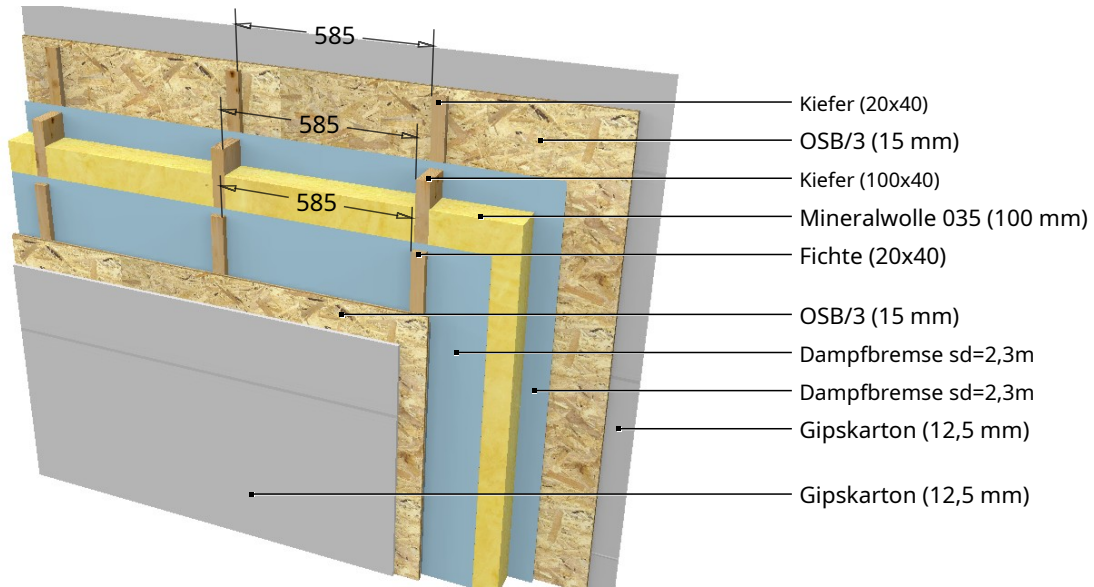 585
585
585
Kiefer (20x40)
OSB/3 (15 mm)
Kiefer (100x40)
Mineralwolle 035 (100 mm)
Fichte (20x40)
OSB/3 (15 mm)
Dampfbremse sd=2,3m
Dampfbremse sd=2,3m
Gipskarton (12,5 mm)
Gipskarton (12,5 mm)